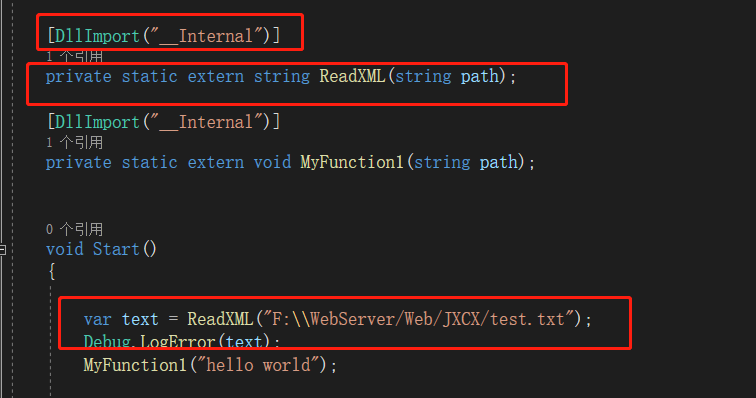 [DllImport("__Internal")]
1 个引用
private static extern string ReadXML(string path);
[DllImport("__Internal")]
1 个引用
private static extern void MyFunction1(string path);
0 个引用
void Start()
{
var text = ReadXML("F:\\WebServer/Web/JXCX/test.txt");
Debug.LogError(text);
MyFunction1("hello world");